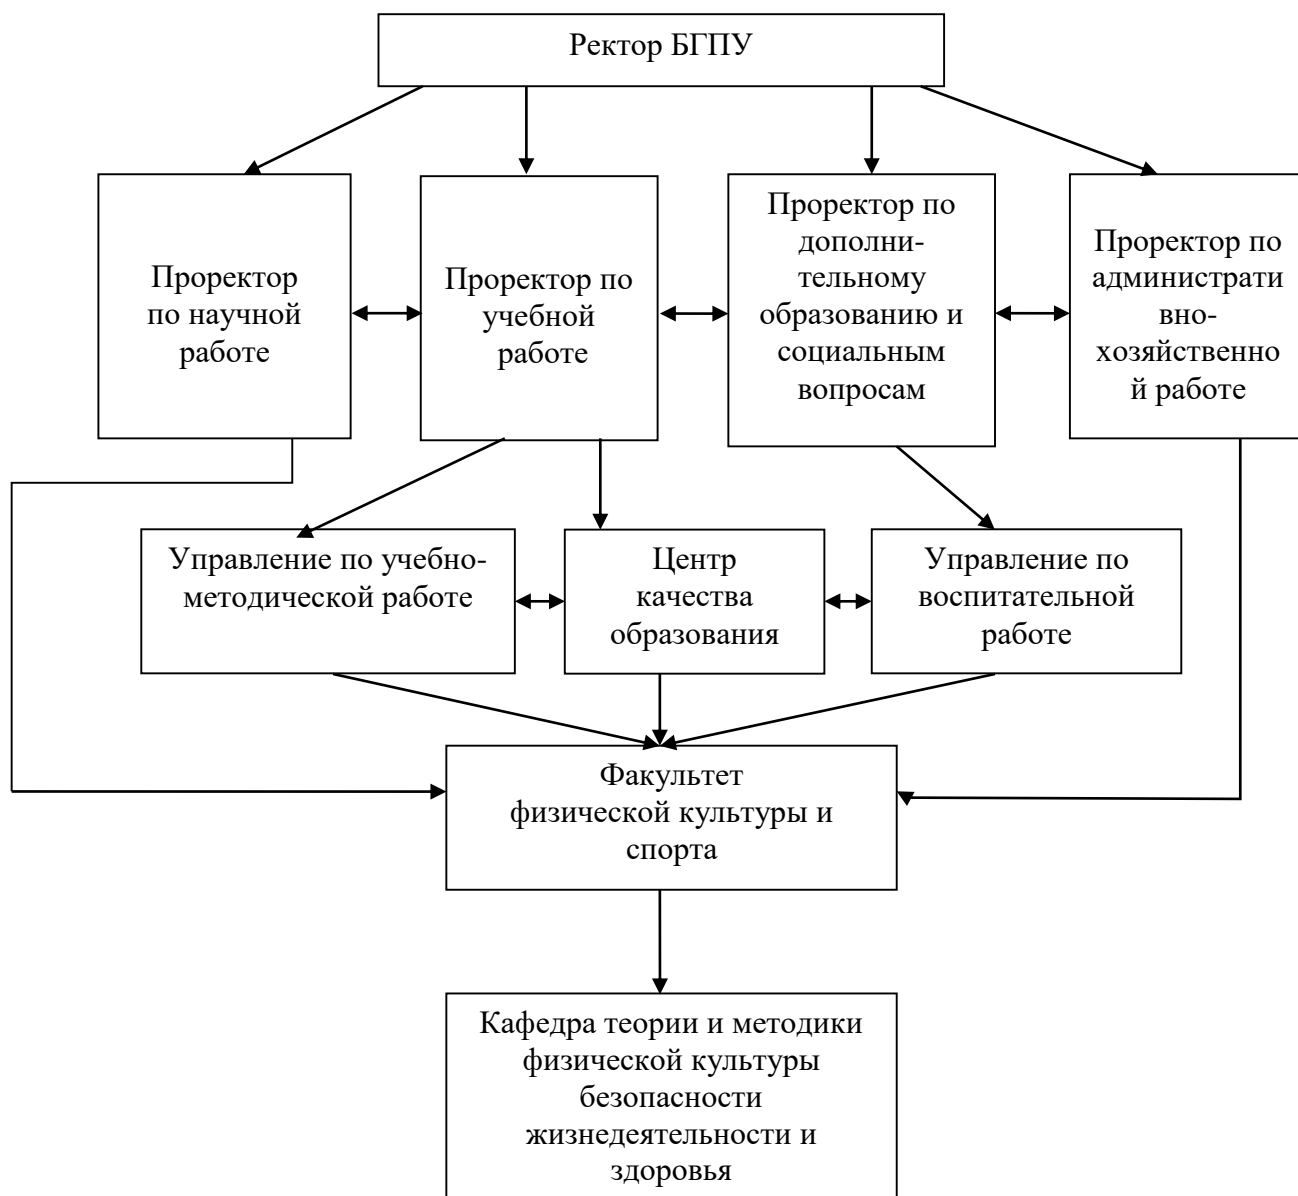 Ректор БГПУ
Проректор
по научной
работе
Проректор по
учебной
работе
Проректор по
дополни-
тельному
образованию и
социальным
вопросам
Проректор по
административ
вно-
хозяйственно
й работе
Управление по учебно-
методической работе
Центр
качества
образования
Управление по
воспитательной
работе
Факультет
физической культуры и
спорта
Кафедра теории и методики
физической культуры
безопасности
жизнедеятельности и
здоровья